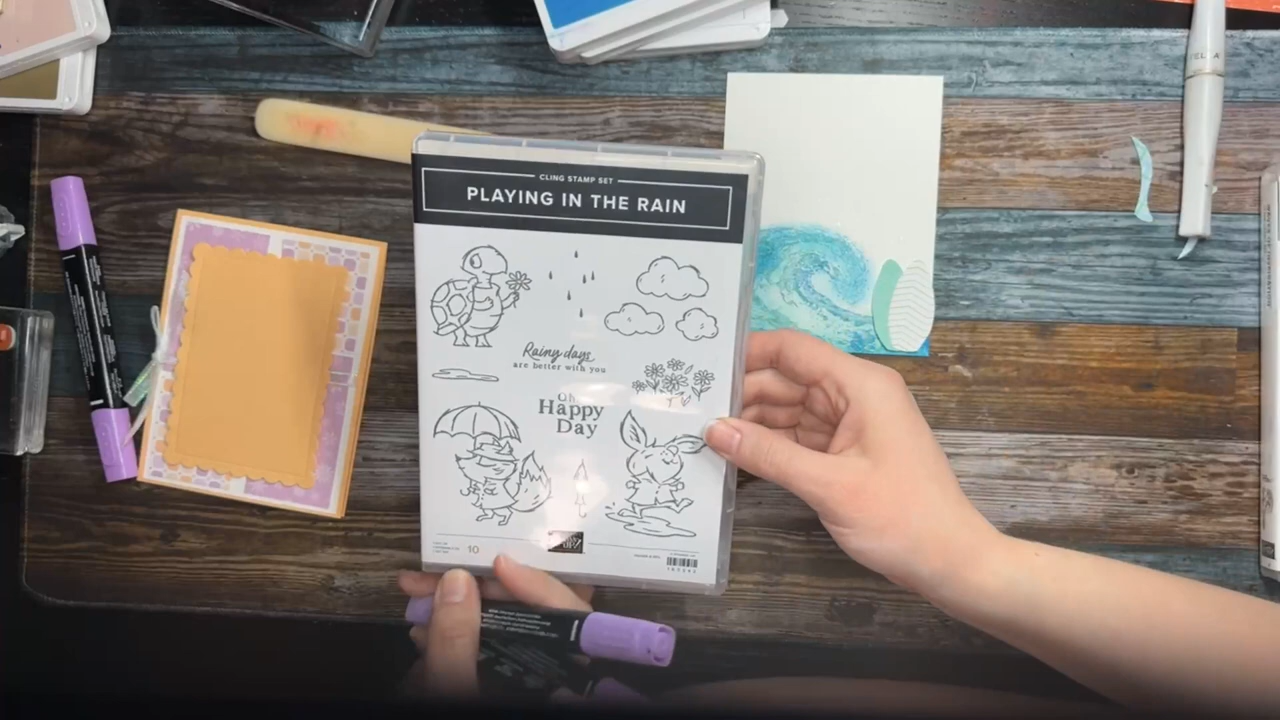 CLING STAMP SET
PLAYING IN THE RAIN
Rainy days
are better with you
Oh
Happy
Day
10